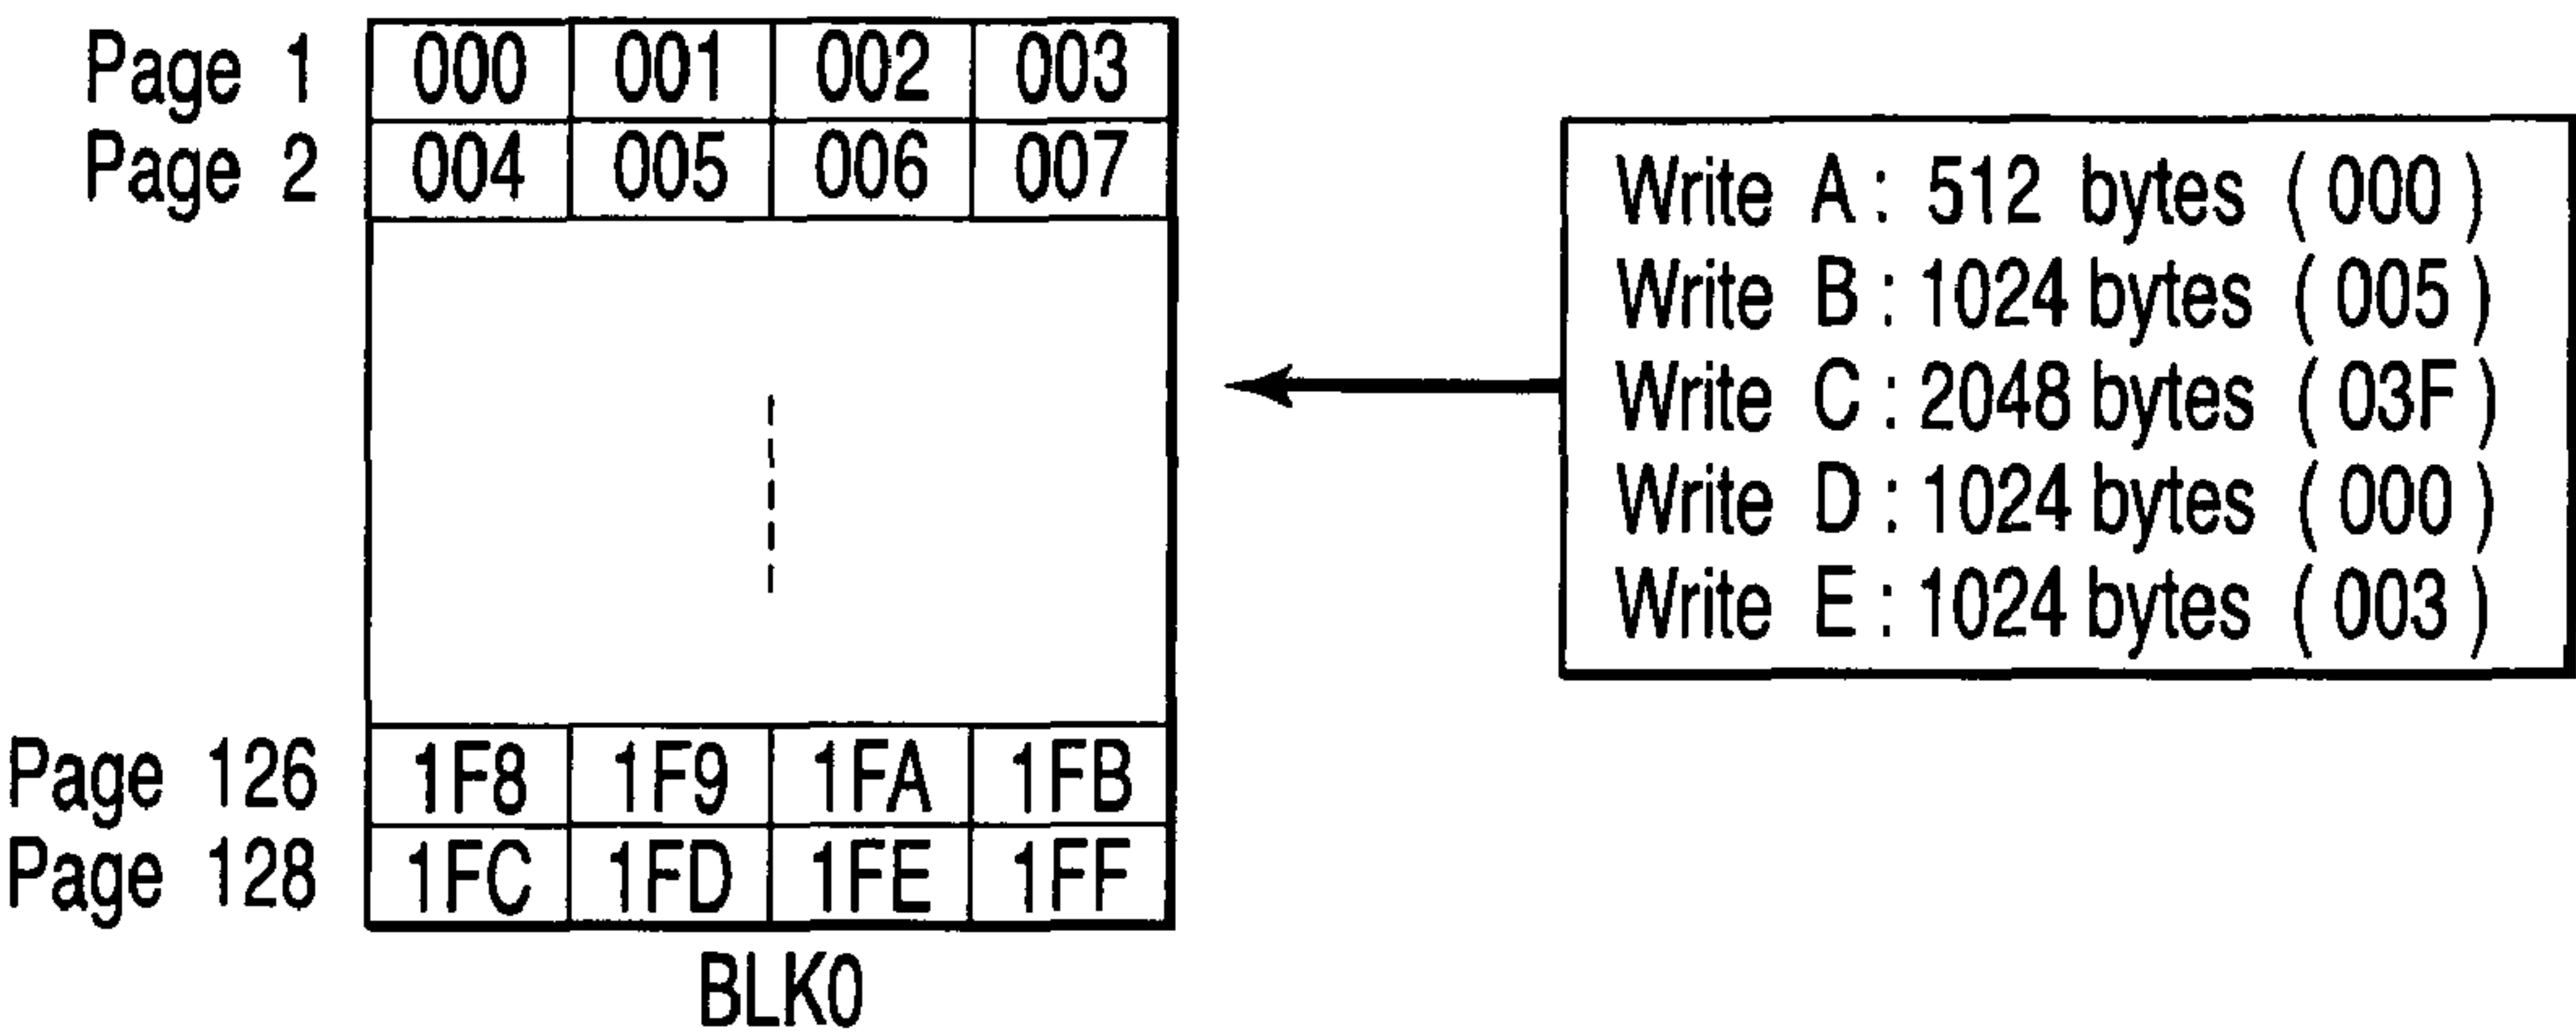 Page 1 000 001 002 003
Page 2 004 005 006 007
Write A : 512 bytes ( 000 )
Write B : 1024 bytes ( 005 )
Write C : 2048 bytes ( 03F )
Write D : 1024 bytes ( 000 )
Write E : 1024 bytes ( 003 )
Page 126 1F8 1F9 1FA 1FB
Page 128 1FC 1FD 1FE 1FF
BLK0